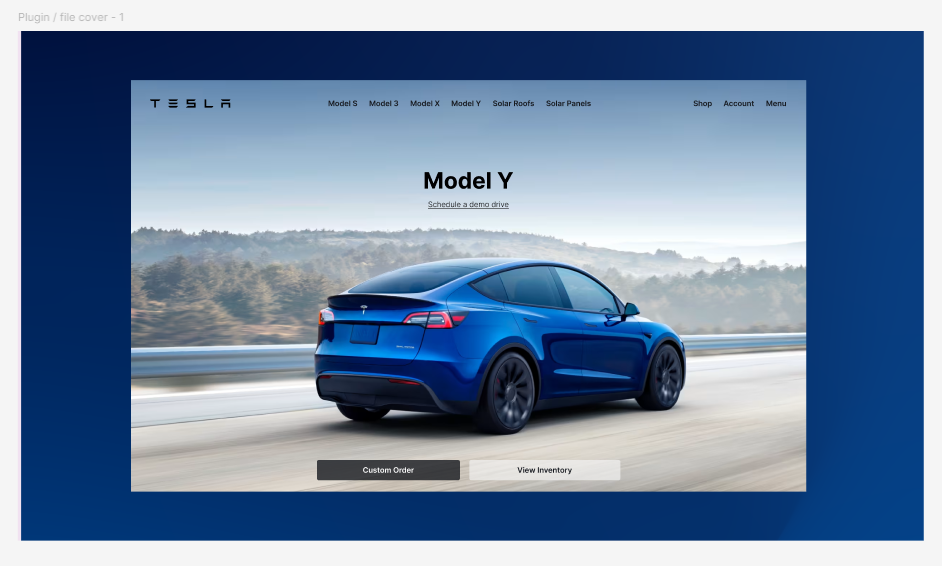 Plugin / file cover - 1
TESLA Model S Model 3 Model X Model Y Solar Roofs Solar Panels Shop Account Menu
Model Y
Schedule a demo drive
Custom Order View Inventory